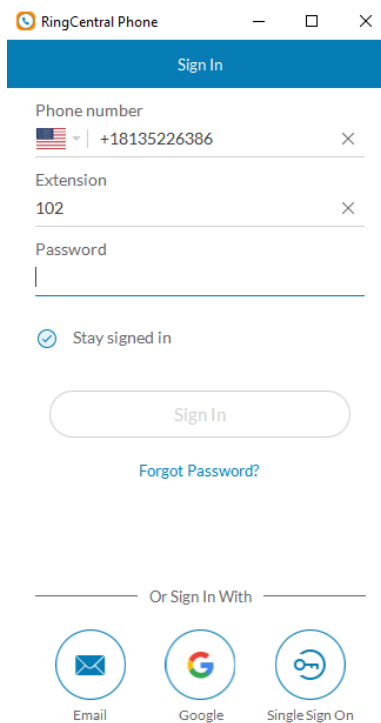 RingCentral Phone
Sign In
Phone number
+18135226386
Extension
102
Password
Stay signed in
Sign In
Forgot Password?
Or Sign In With
Email Google Single Sign On